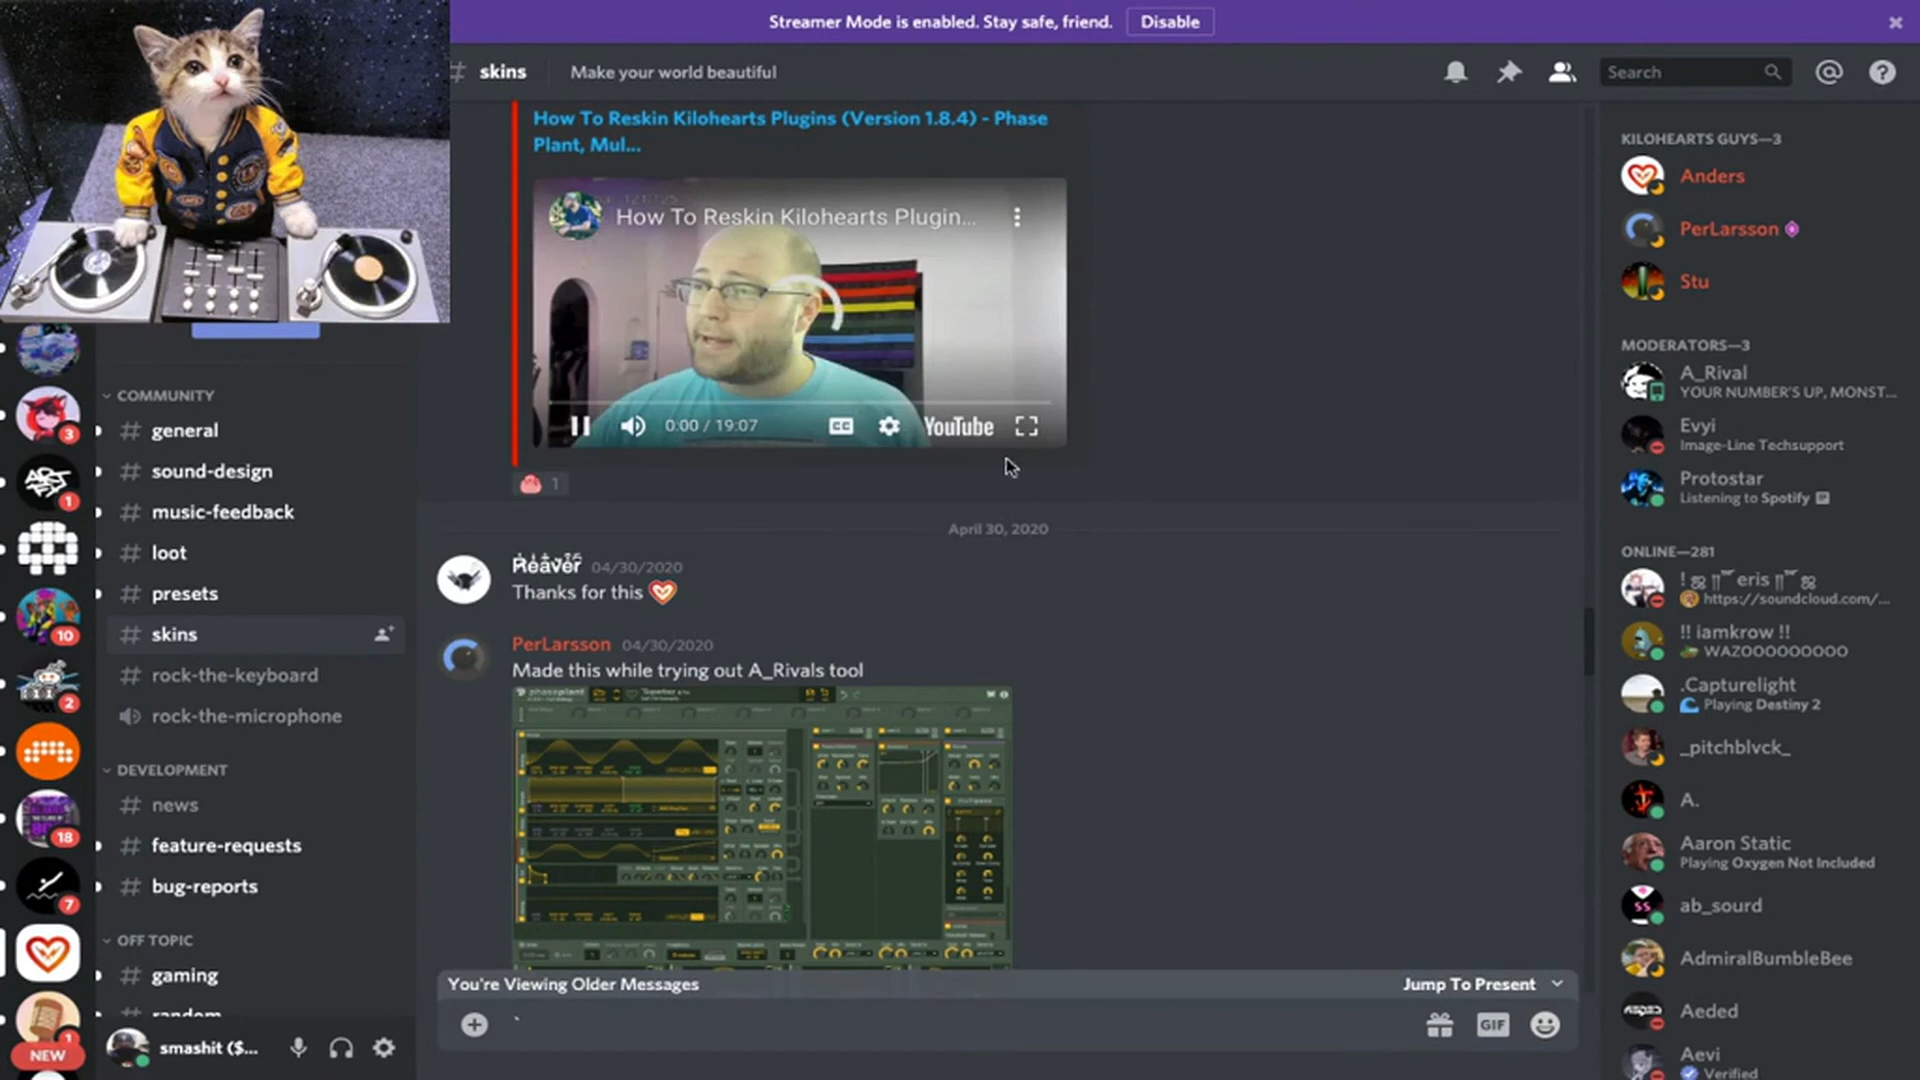 Streamer Mode is enabled. Stay safe, friend.
Disable
# skins
Make your world beautiful
Search
How To Reskin Kilohearts Plugins (Version 1.8.4) - Phase
Plant, Mul...
How To Reskin Kilohearts Plugin...
0:00 / 19:07
CC
YouTube
1
April 30, 2020
Reaver 04/30/2020
Thanks for this
PerLarsson 04/30/2020
Made this while trying out A_Rivals tool
phaseplant
You're Viewing Older Messages
Jump To Present
GIF
COMMUNITY
# general
# sound-design
# music-feedback
# loot
# presets
# skins
# rock-the-keyboard
rock-the-microphone
DEVELOPMENT
# news
# feature-requests
# bug-reports
OFF TOPIC
# gaming
random
smashit ($...
3
1
10
2
18
7
1
NEW
KILOHEARTS GUYS—3
Anders
PerLarsson
Stu
MODERATORS—3
A_Rival
YOUR NUMBER'S UP, MONST...
Evyi
Image-Line Techsupport
Protostar
Listening to Spotify
ONLINE—281
eris
https://soundcloud.com/...
!! iamkrow !!
WAZOOOOOOOOO
.Capturelight
Playing Destiny 2
_pitchblvck_
A.
Aaron Static
Playing Oxygen Not Included
ab_sourd
AdmiralBumbleBee
Aeded
Aevi
Verified